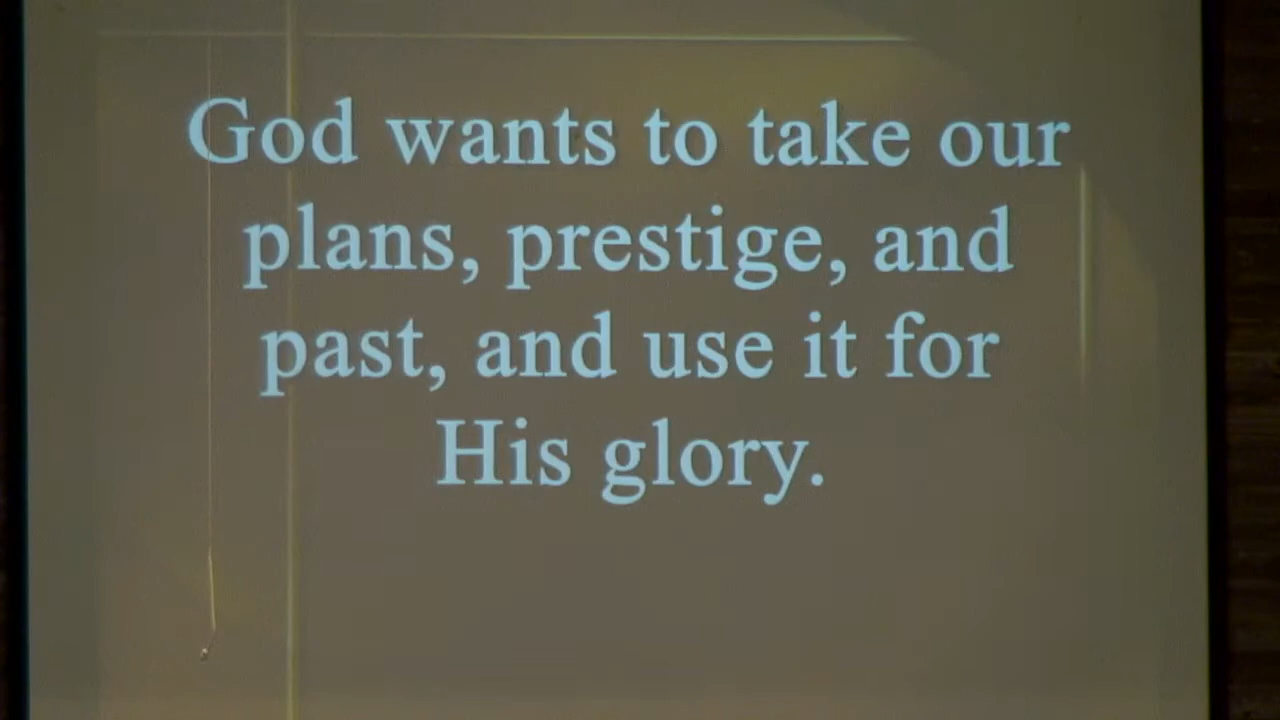 God wants to take our
plans, prestige, and
past, and use it for
His glory.